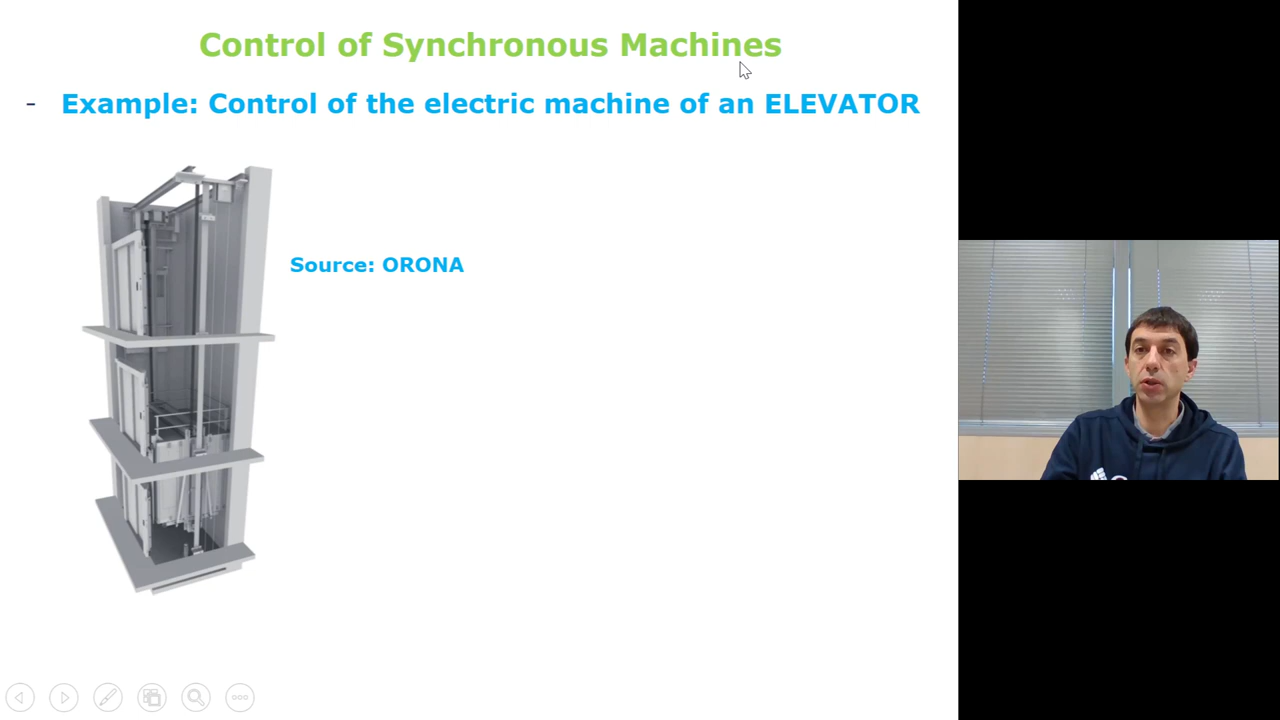 Control of Synchronous Machines
- Example: Control of the electric machine of an ELEVATOR
Source: ORONA